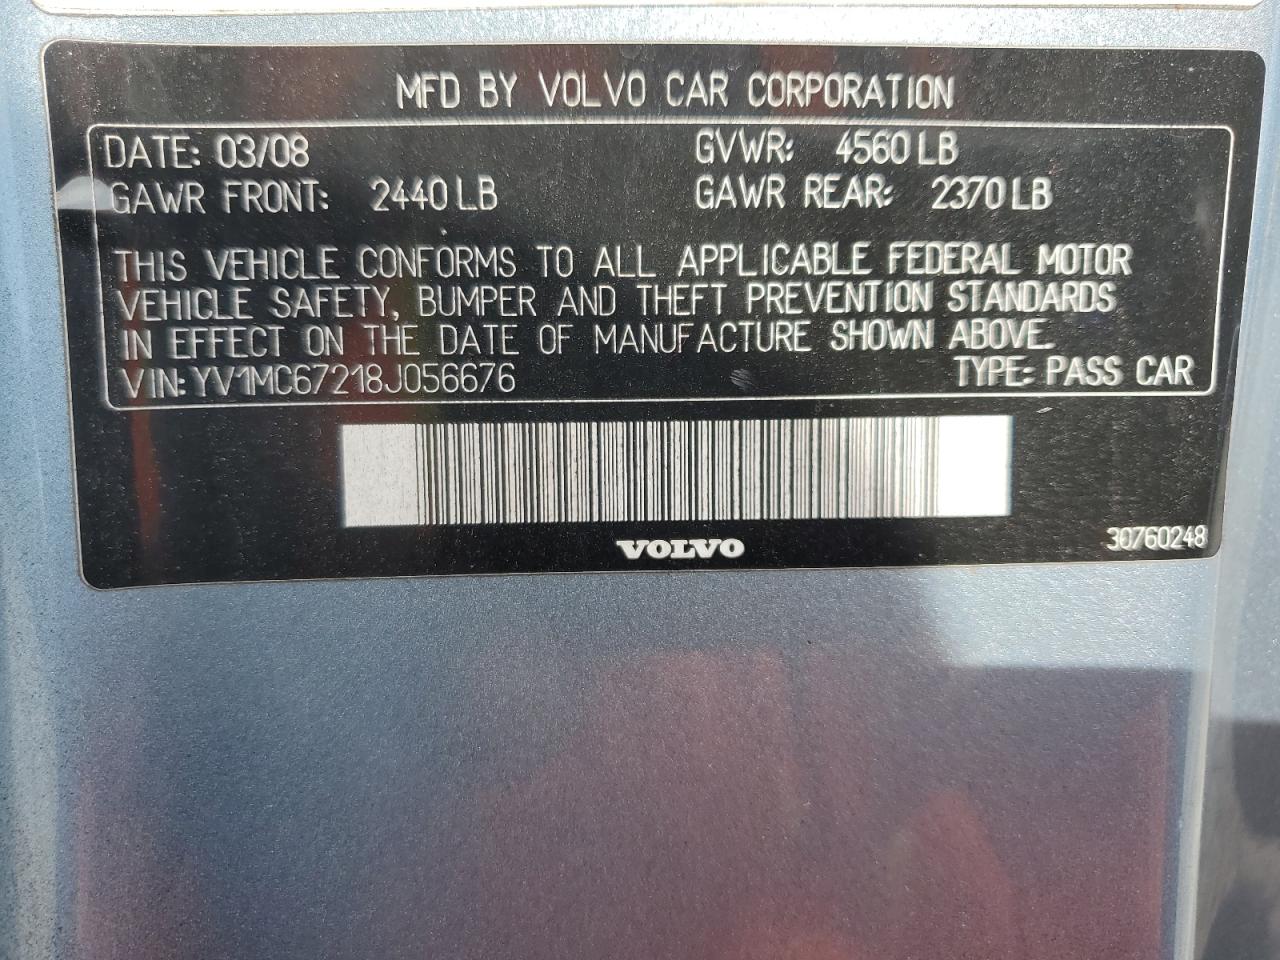 MFD BY VOLVO CAR CORPORATION
DATE: 03/08 GVWR: 4560 LB
GAWR FRONT: 2440 LB GAWR REAR: 2370 LB
THIS VEHICLE CONFORMS TO ALL APPLICABLE FEDERAL MOTOR
VEHICLE SAFETY, BUMPER AND THEFT PREVENTION STANDARDS
IN EFFECT ON THE DATE OF MANUFACTURE SHOWN ABOVE.
VIN: YV1MC67218J056676 TYPE: PASS CAR
VOLVO
30760248